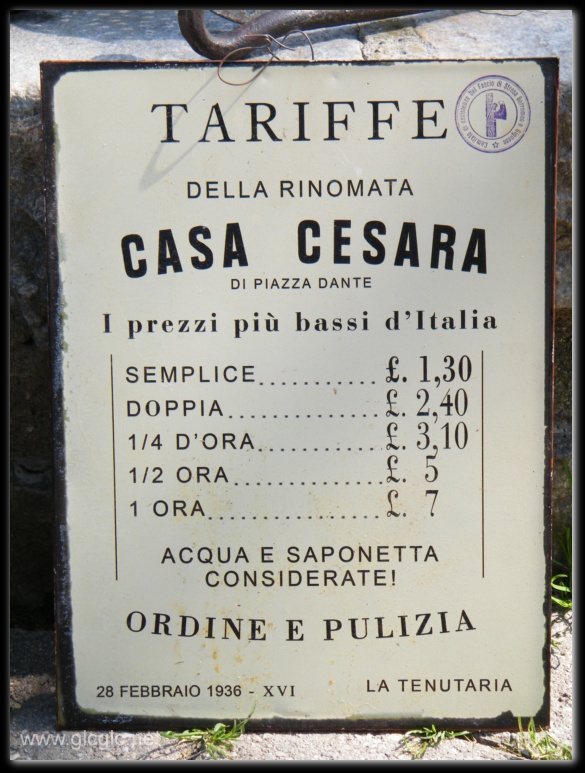 TARIFFE
DELLA RINOMATA
CASA CESARA
DI PIAZZA DANTE
I prezzi più bassi d'Italia
SEMPLICE............£. 1,30
DOPPIA................£. 2,40
1/4 D'ORA............£. 3,10
1/2 ORA...............£. 5
1 ORA..................£. 7
ACQUA E SAPONETTA
CONSIDERATE!
ORDINE E PULIZIA
28 FEBBRAIO 1936 - XVI
LA TENUTARIA